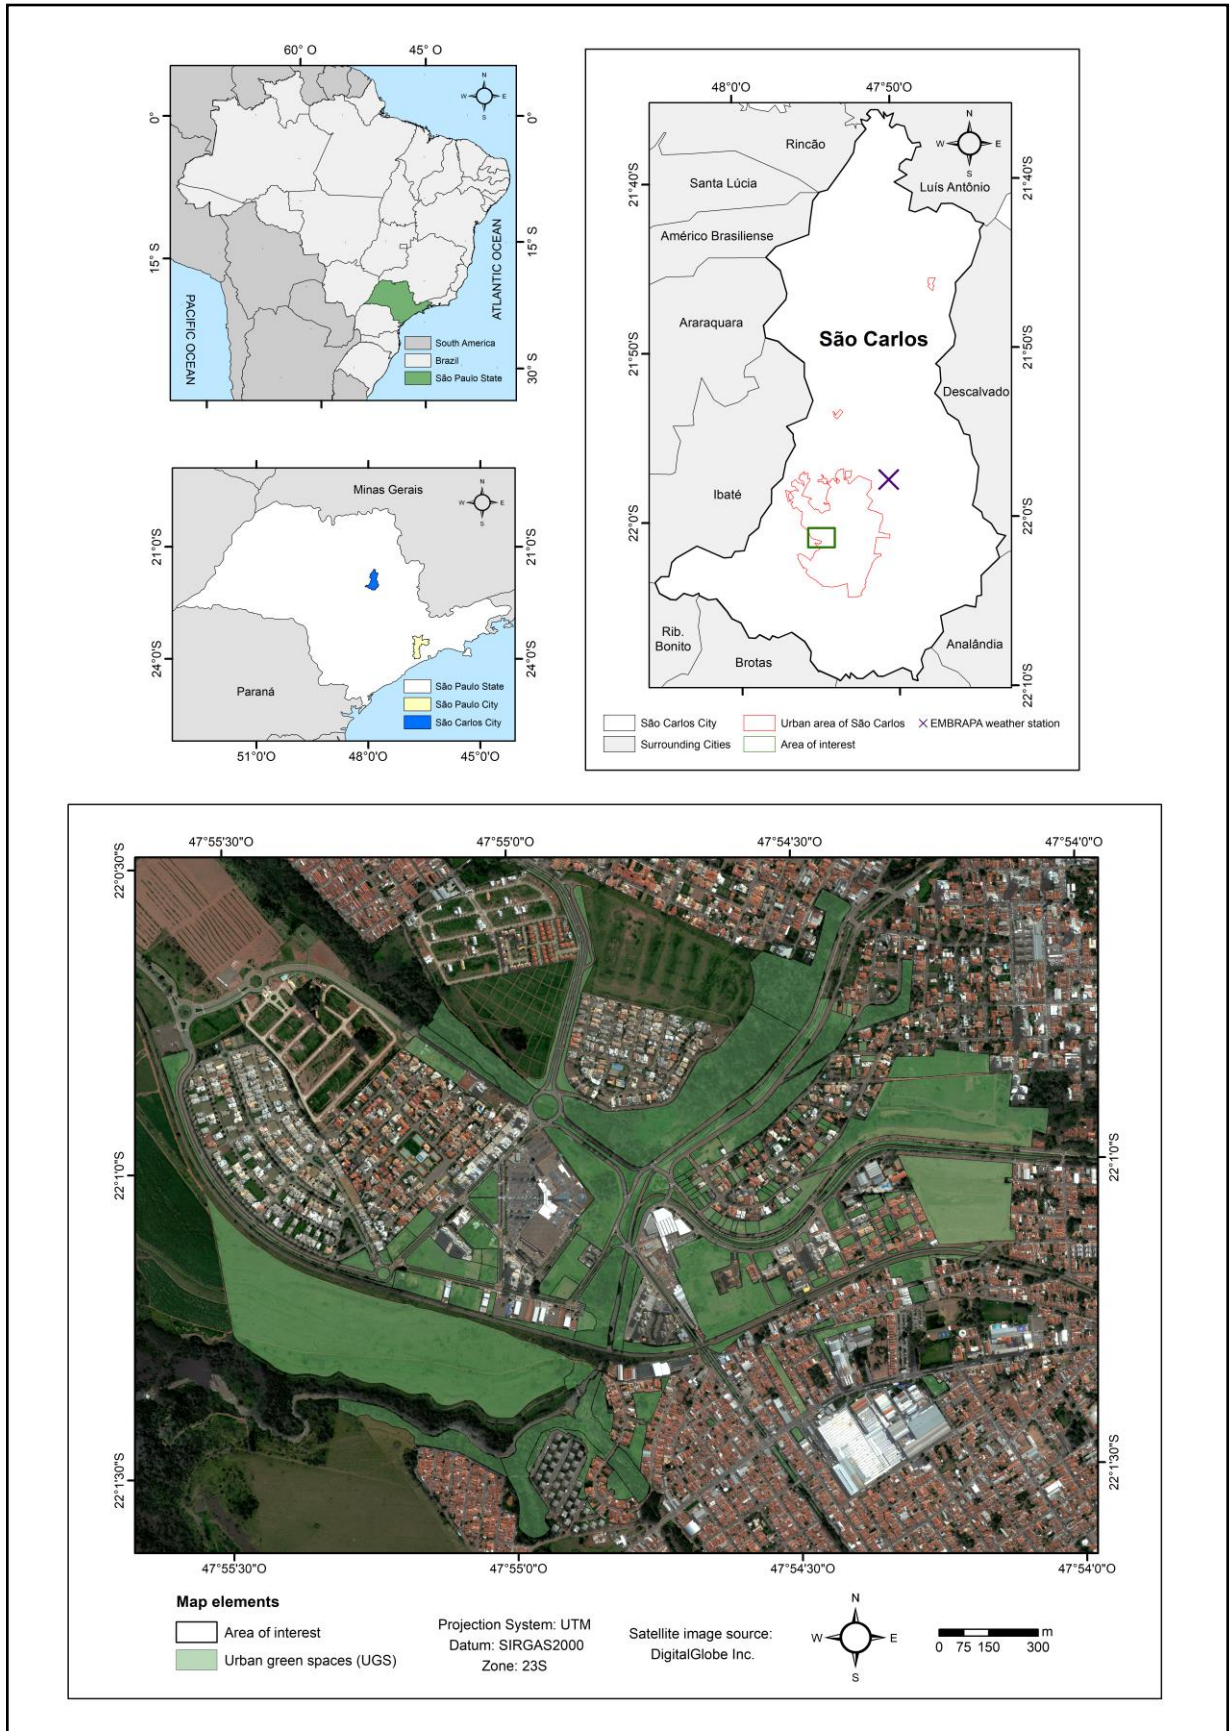 60° O
45° O
N
W
E
S
0°
0°
15°S
15°S
30°S
PACIFIC OCEAN
ATLANTIC OCEAN
South America
Brazil
São Paulo State
Minas Gerais
N
W
E
S
21°0'S
21°0'S
24°0'S
24°0'S
Paraná
São Paulo State
São Paulo City
São Carlos City
51°0'O
48°0'O
45°0'O
48°0'O
47°50'O
Rincão
N
W
E
S
Santa Lúcia
Luís Antônio
Américo Brasiliense
21°40'S
21°40'S
Araraquara
São Carlos
21°50'S
21°50'S
Descalvado
Ibaté
22°0'S
22°0'S
Rib.
Bonito
Brotas
Analândia
22°10'S
São Carlos City
Urban area of São Carlos
EMBRAPA weather station
Surrounding Cities
Area of interest
47°55'30"O
47°55'0"O
47°54'30"O
47°54'0"O
22°0'30"S
22°1'0"S
22°1'0"S
22°1'30"S
22°1'30"S
47°55'30"O
47°55'0"O
47°54'30"O
47°54'0"O
Map elements
Area of interest
Urban green spaces (UGS)
Projection System: UTM
Datum: SIRGAS2000
Zone: 23S
Satellite image source:
DigitalGlobe Inc.
N
W
E
S
m
0 75 150 300